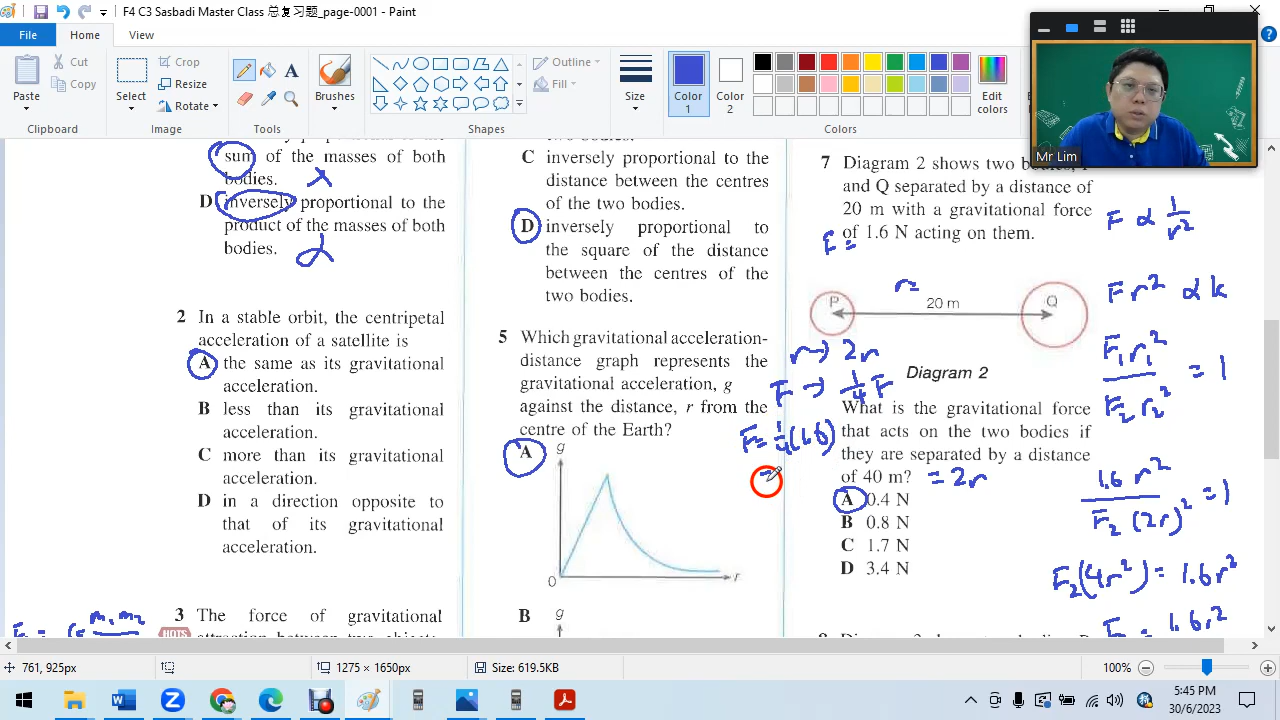 F4 C3 Sasbadi Master Class 总复习题_page-0001 - Paint
File Home View
Paste Cut Copy Clipboard
Select Crop Resize Rotate Image
Tools
Brushes
Shapes
Outline Fill
Size
Color 1 Color 2 Edit colors Colors
Mr Lim
sum of the masses of both
bodies. X
D inversely proportional to the
product of the masses of both
bodies. α
2 In a stable orbit, the centripetal
acceleration of a satellite is
A the same as its gravitational
acceleration.
B less than its gravitational
acceleration.
C more than its gravitational
acceleration.
D in a direction opposite to
that of its gravitational
acceleration.
3 The force of gravitational
HOTS
m₁m₂
two bodies.
C inversely proportional to the
distance between the centres
of the two bodies.
D inversely proportional to
the square of the distance
between the centres of the
two bodies.
5 Which gravitational acceleration-
distance graph represents the
gravitational acceleration, g
against the distance, r from the
centre of the Earth?
A g
0 r
B g
7 Diagram 2 shows two bodies,
and Q separated by a distance of
20 m with a gravitational force
of 1.6 N acting on them.
F =
r =
P 20 m Q
Diagram 2
r → 2r
F → 1/4 F
F = 1/4 (1.6)
=
What is the gravitational force
that acts on the two bodies if
they are separated by a distance
of 40 m? = 2r
A 0.4 N
B 0.8 N
C 1.7 N
D 3.4 N
F α 1/r²
F r² α k
F₁r₁²/F₂r₂² = 1
1.6 r²/F₂(2r)² = 1
F₂(4r²) = 1.6r²
= 1.6r²
761, 925px
1275 × 1650px
Size: 619.5KB
100%
5:45 PM
30/6/2023